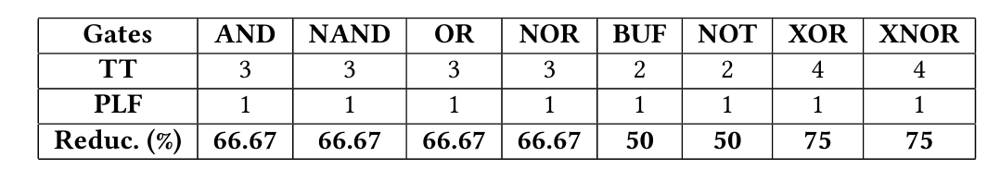 Gates AND NAND OR NOR BUF NOT XOR XNOR
TT 3 3 3 3 2 2 4 4
PLF 1 1 1 1 1 1 1 1
Reduc. (%) 66.67 66.67 66.67 66.67 50 50 75 75